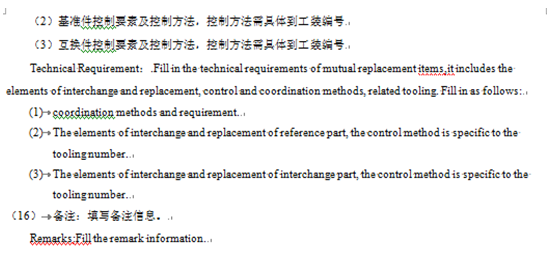 （2）基准件控制要素及控制方法，控制方法需具体到工装编号.
（3）互换件控制要素及控制方法，控制方法需具体到工装编号.
Technical Requirement: .Fill in the technical requirements of mutual replacement items,it includes the
elements of interchange and replacement, control and coordination methods, related tooling. Fill in as follows:.
(1)→coordination methods and requirement..
(2)→The elements of interchange and replacement of reference part, the control method is specific to the
tooling number..
(3)→The elements of interchange and replacement of interchange part, the control method is specific to the
tooling number..
（16）→备注：填写备注信息。.
Remarks:Fill the remark information..